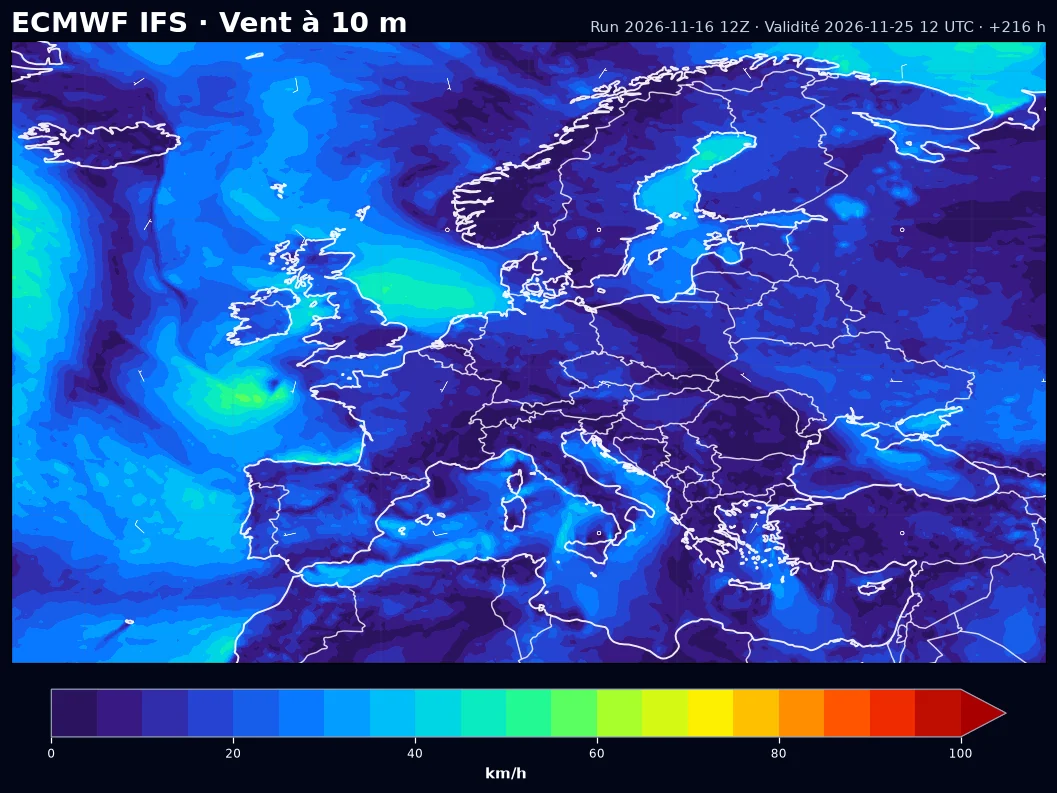 ECMWF IFS · Vent à 10 m
Run 2026-11-16 12Z · Validité 2026-11-25 12 UTC · +216 h
0 20 40 60 80 100
km/h